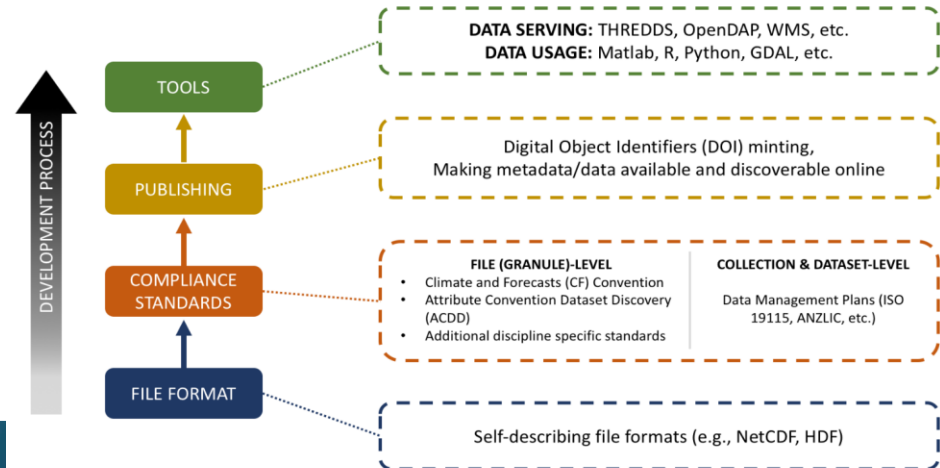 DATA SERVING: THREDDS, OpenDAP, WMS, etc.
DATA USAGE: Matlab, R, Python, GDAL, etc.
TOOLS
DEVELOPMENT PROCESS
Digital Object Identifiers (DOI) minting,
Making metadata/data available and discoverable online
PUBLISHING
COMPLIANCE
STANDARDS
FILE (GRANULE)-LEVEL
• Climate and Forecasts (CF) Convention
• Attribute Convention Dataset Discovery
(ACDD)
• Additional discipline specific standards
COLLECTION & DATASET-LEVEL
Data Management Plans (ISO
19115, ANZLIC, etc.)
FILE FORMAT
Self-describing file formats (e.g., NetCDF, HDF)